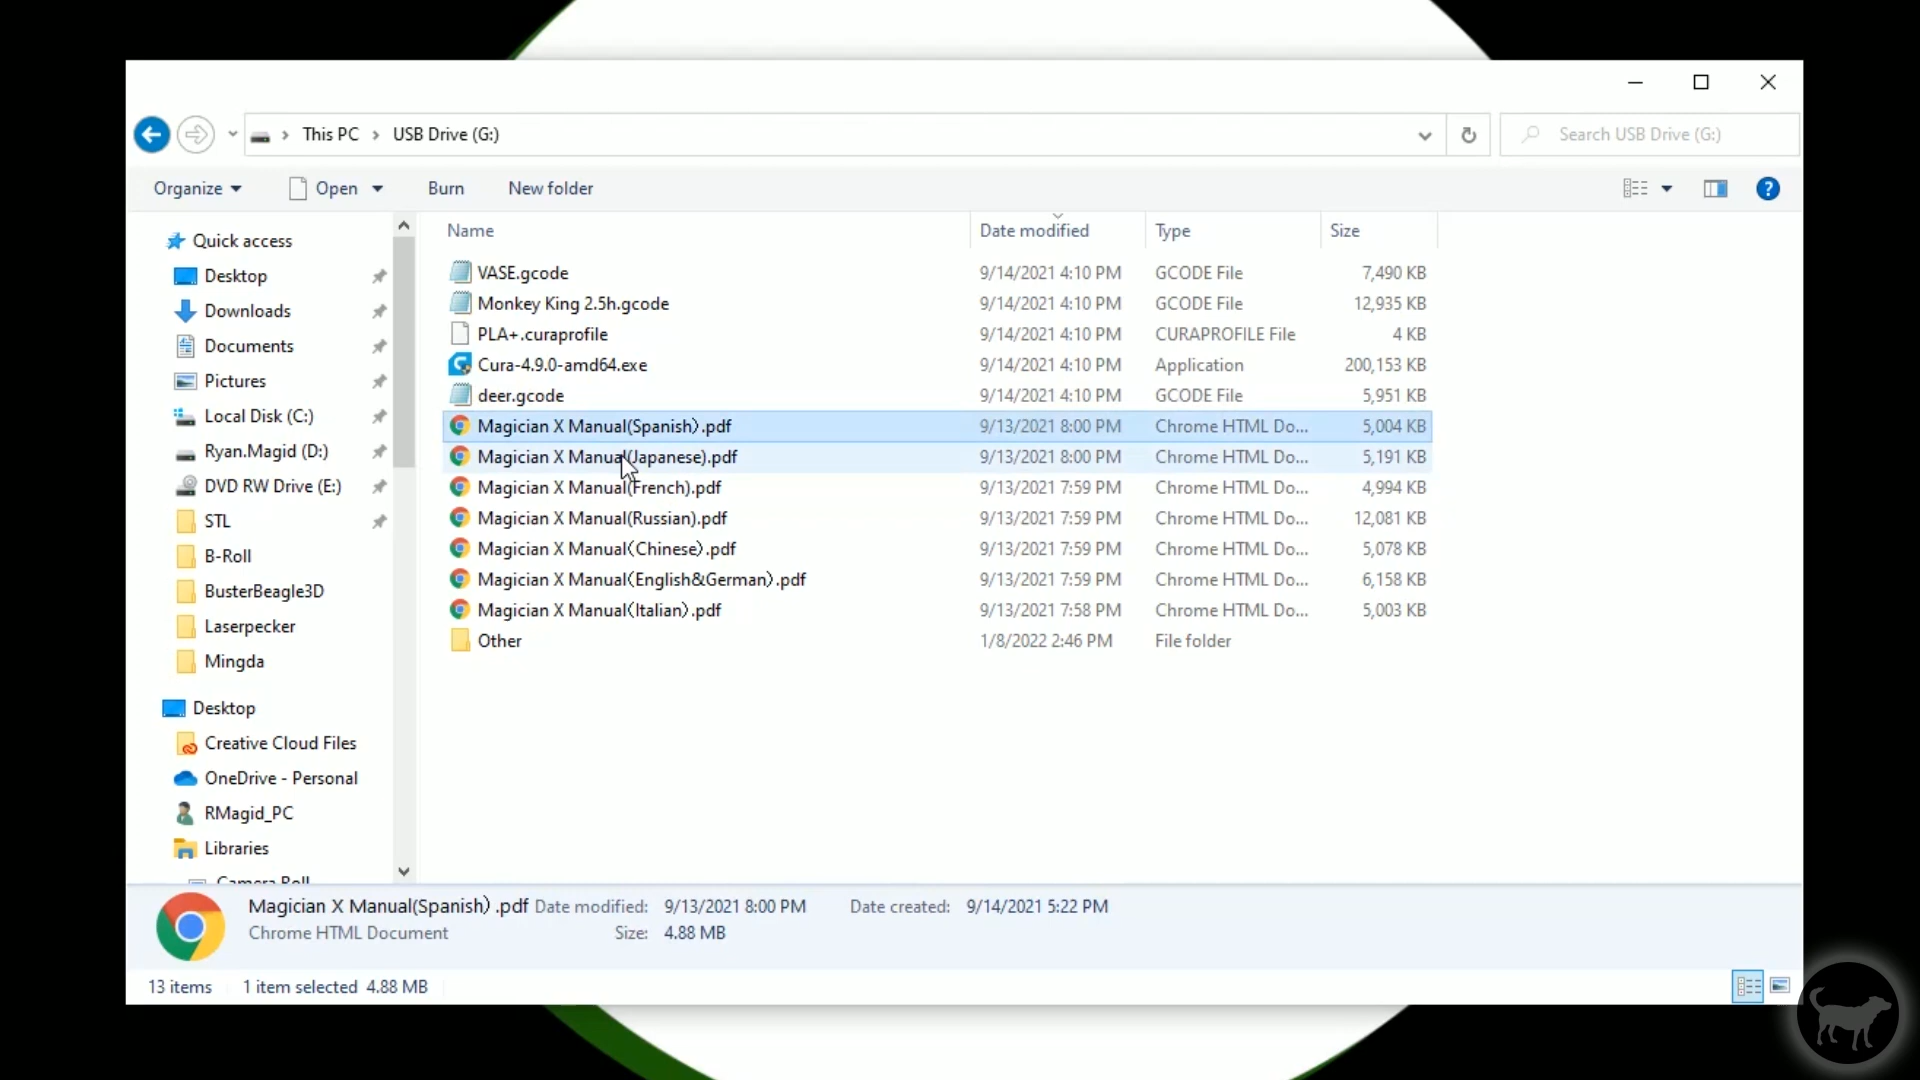 This PC > USB Drive (G:)
Search USB Drive (G:)
Organize Open Burn New folder
Quick access
Desktop
Downloads
Documents
Pictures
Local Disk (C:)
Ryan.Magid (D:)
DVD RW Drive (E:)
STL
B-Roll
BusterBeagle3D
Laserpecker
Mingda
Desktop
Creative Cloud Files
OneDrive - Personal
RMagid_PC
Libraries
Camera Roll
Name Date modified Type Size
VASE.gcode 9/14/2021 4:10 PM GCODE File 7,490 KB
Monkey King 2.5h.gcode 9/14/2021 4:10 PM GCODE File 12,935 KB
PLA+.curaprofile 9/14/2021 4:10 PM CURAPROFILE File 4 KB
Cura-4.9.0-amd64.exe 9/14/2021 4:10 PM Application 200,153 KB
deer.gcode 9/14/2021 4:10 PM GCODE File 5,951 KB
Magician X Manual(Spanish）.pdf 9/13/2021 8:00 PM Chrome HTML Do... 5,004 KB
Magician X Manual(Japanese).pdf 9/13/2021 8:00 PM Chrome HTML Do... 5,191 KB
Magician X Manual(French).pdf 9/13/2021 7:59 PM Chrome HTML Do... 4,994 KB
Magician X Manual(Russian).pdf 9/13/2021 7:59 PM Chrome HTML Do... 12,081 KB
Magician X Manual（Chinese）.pdf 9/13/2021 7:59 PM Chrome HTML Do... 5,078 KB
Magician X Manual（English&German）.pdf 9/13/2021 7:59 PM Chrome HTML Do... 6,158 KB
Magician X Manual（Italian）.pdf 9/13/2021 7:58 PM Chrome HTML Do... 5,003 KB
Other 1/8/2022 2:46 PM File folder
Magician X Manual(Spanish）.pdf Date modified: 9/13/2021 8:00 PM Date created: 9/14/2021 5:22 PM
Chrome HTML Document Size: 4.88 MB
13 items 1 item selected 4.88 MB